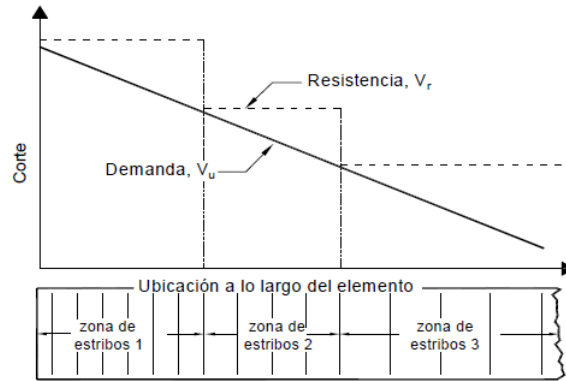 Resistencia, Vr
Corte
Demanda, Vu
Ubicación a lo largo del elemento
zona de
estribos 1
zona de
estribos 2
zona de
estribos 3